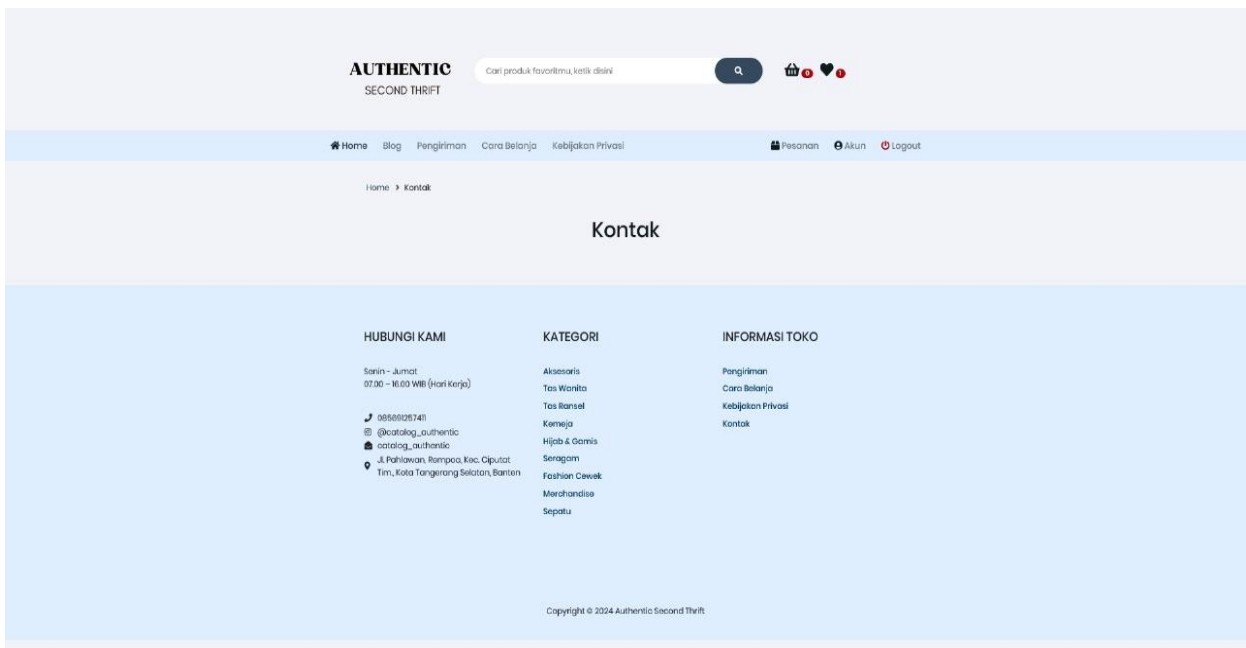 AUTHENTIC
SECOND THRIFT
Cari produk favoritmu, ketik disini
0
1
Home Blog Pengiriman Cara Belanja Kebijakan Privasi
Pesanan Akun Logout
Home > Kontak
Kontak
HUBUNGI KAMI
Senin - Jumat
07.00 - 16.00 WIB (Hari Kerja)
085691257411
@catalog_authentic
catalog_authentic
Jl. Pahlawan, Rempoa, Kec. Ciputat
Tim., Kota Tangerang Selatan, Banten
KATEGORI
Aksesoris
Tas Wanita
Tas Ransel
Kemeja
Hijab & Gamis
Seragam
Fashion Cewek
Merchandise
Sepatu
INFORMASI TOKO
Pengiriman
Cara Belanja
Kebijakan Privasi
Kontak
Copyright © 2024 Authentic Second Thrift